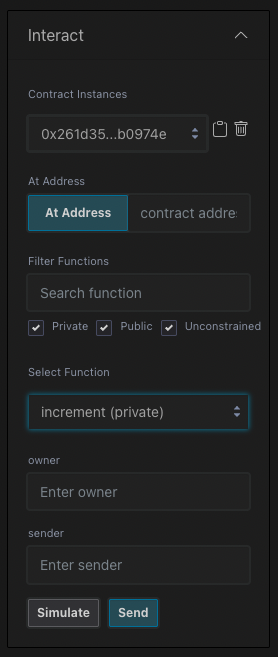 Interact
Contract Instances
0x261d35...b0974e
At Address
At Address contract addre
Filter Functions
Search function
Private Public Unconstrained
Select Function
increment (private)
owner
Enter owner
sender
Enter sender
Simulate Send